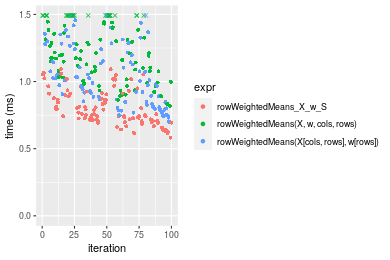 1.5
1.0
0.5
0.0
time (ms)
0
25
50
75
100
iteration
expr
rowWeightedMeans_X_w_S
rowWeightedMeans(X, w, cols, rows)
rowWeightedMeans(X[cols, rows], w[rows])